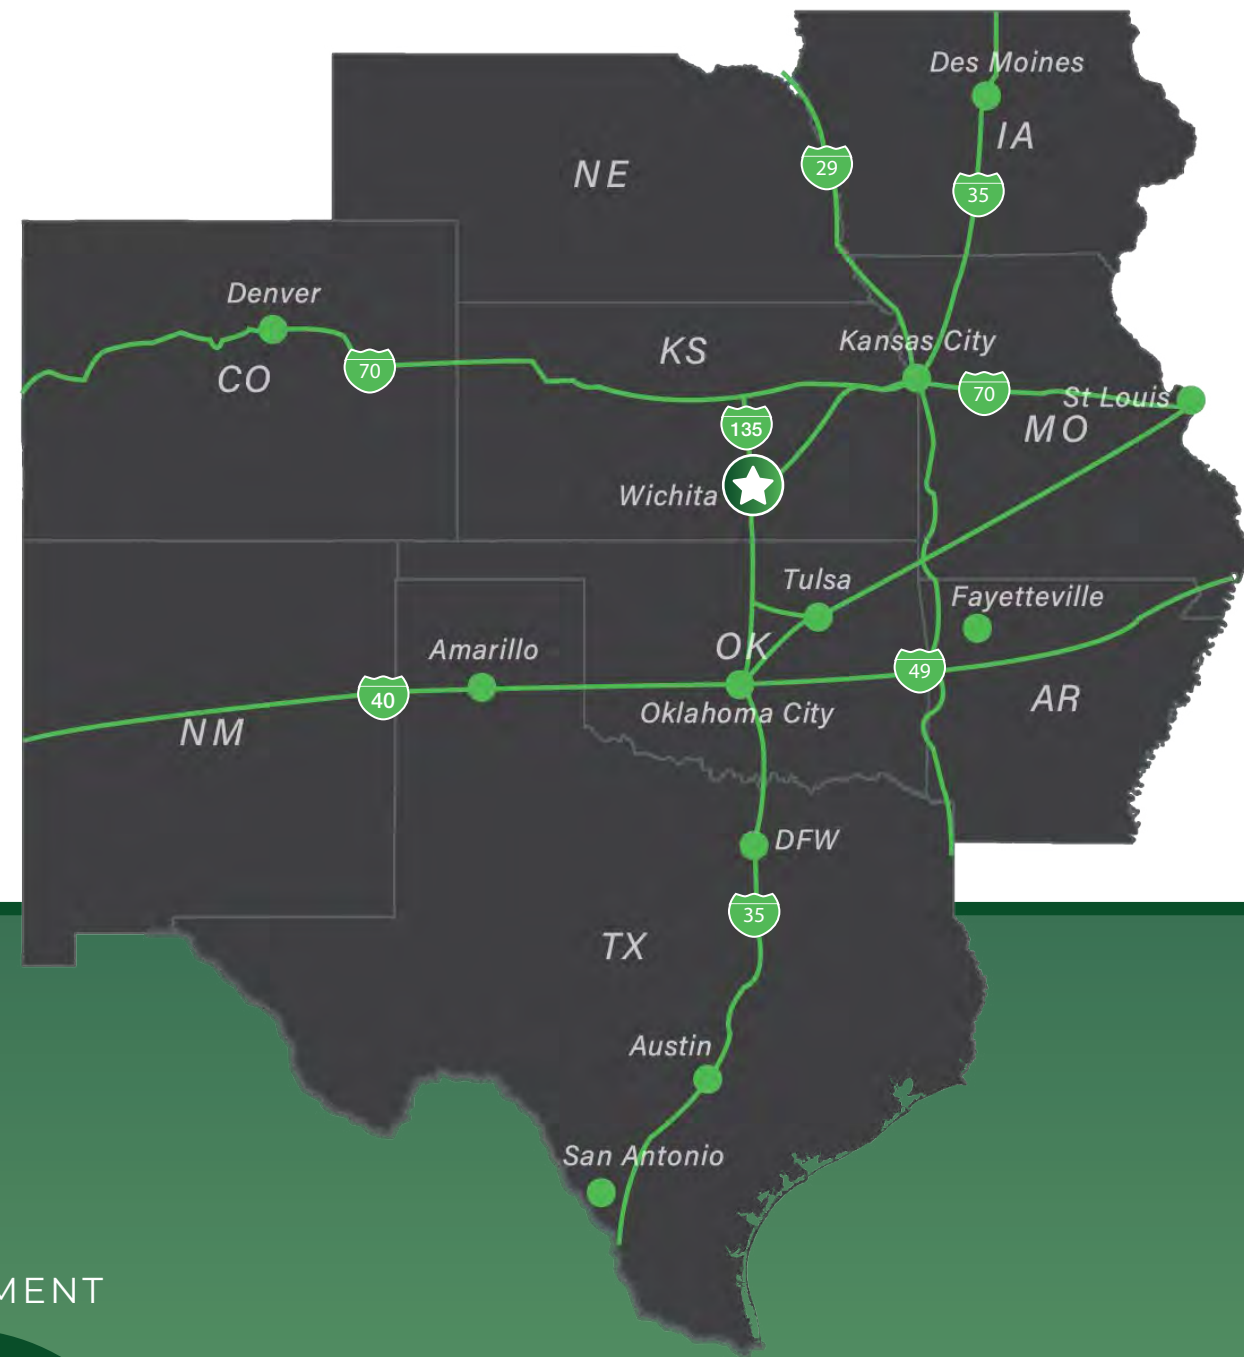 Des Moines
IA
NE
29
35
Denver
Kansas City
KS
CO
70
70
St Louis
MO
135
Wichita
Tulsa
Fayetteville
Amarillo
OK
49
40
AR
Oklahoma City
NM
DFW
35
TX
Austin
San Antonio
MENT